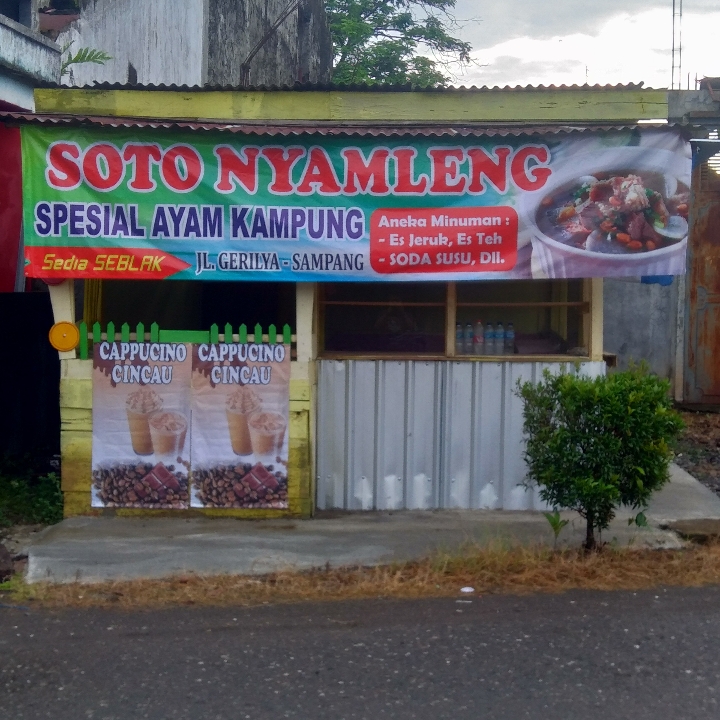 SOTO NYAMLENG
SPESIAL AYAM KAMPUNG
Aneka Minuman :
- Es Jeruk, Es Teh
- SODA SUSU, Dll.
Sedia SEBLAK
JL. GERILYA - SAMPANG
CAPPUCINO
CINCAU
CAPPUCINO
CINCAU